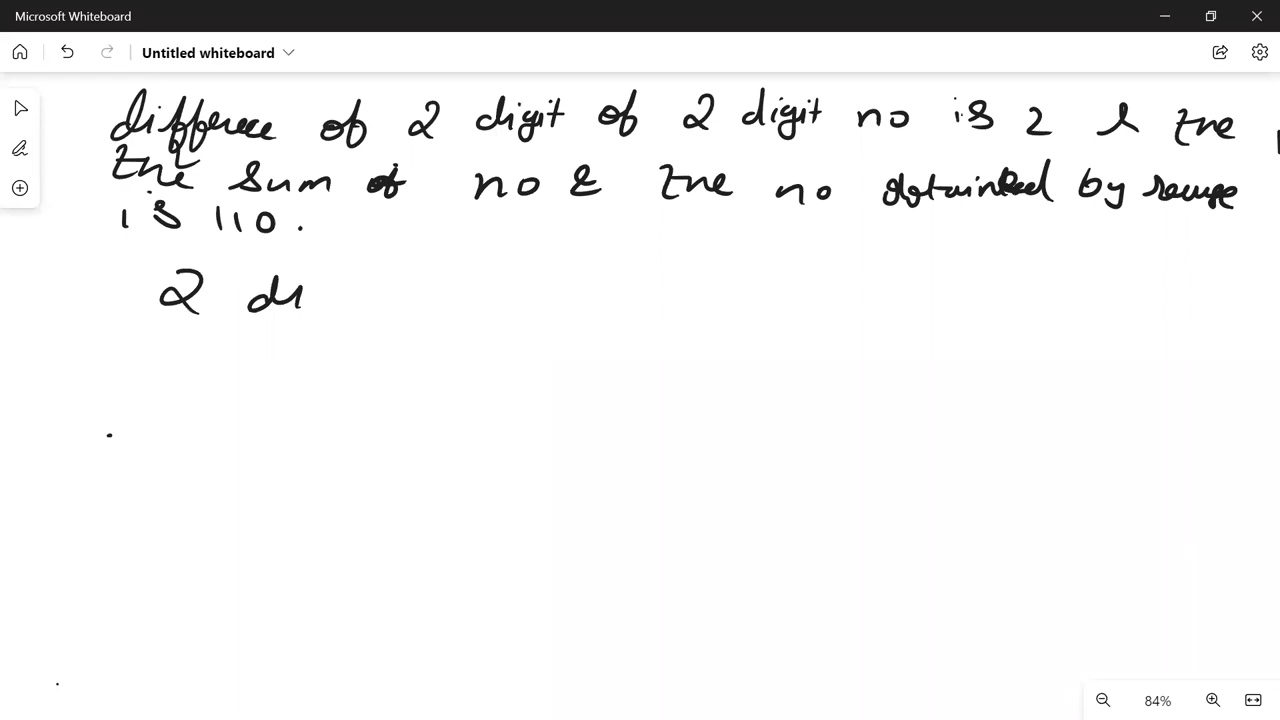 Microsoft Whiteboard
Untitled whiteboard
difference of 2 digit of 2 digit no is 2 & the
the sum of no & the no obtained by
is 110.
2 di
84%